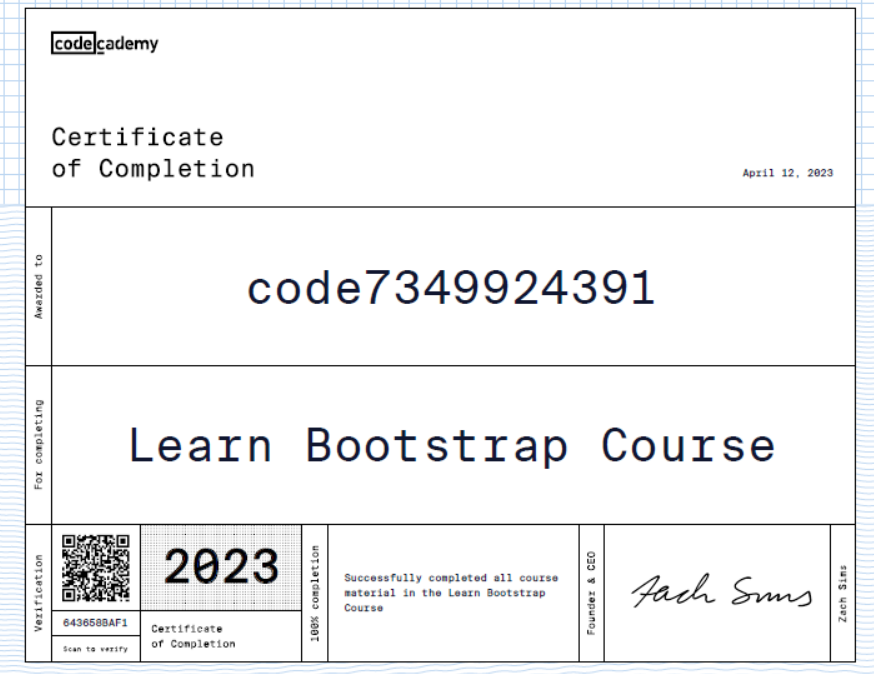 codecademy
Certificate
of Completion
April 12, 2023
Awarded to
code7349924391
For completing
Learn Bootstrap Course
Verification
643658BAF1
Scan to verify
2023
Certificate
of Completion
100% completion
Successfully completed all course
material in the Learn Bootstrap
Course
Founder & CEO
Zach Sims
Zach Sims